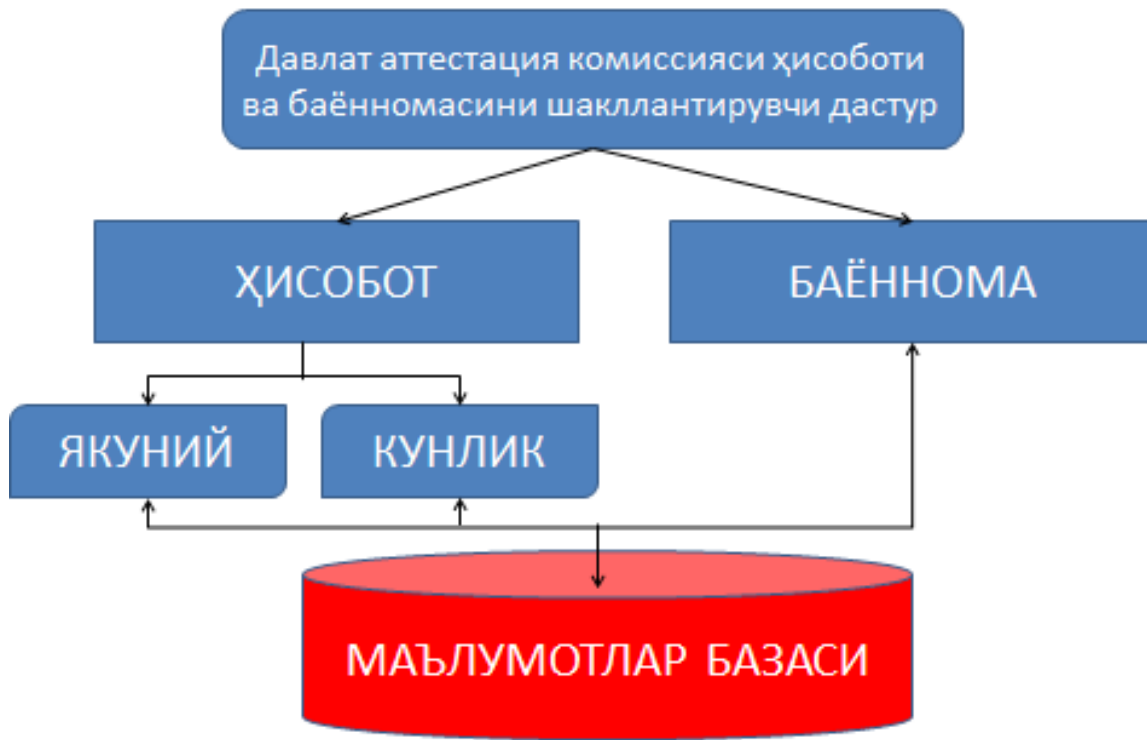 Давлат аттестация комиссияси ҳисоботи
ва баённомасини шакллантирувчи дастур
ҲИСОБОТ
БАЁННОМА
ЯКУНИЙ
КУНЛИК
МАЪЛУМОТЛАР БАЗАСИ